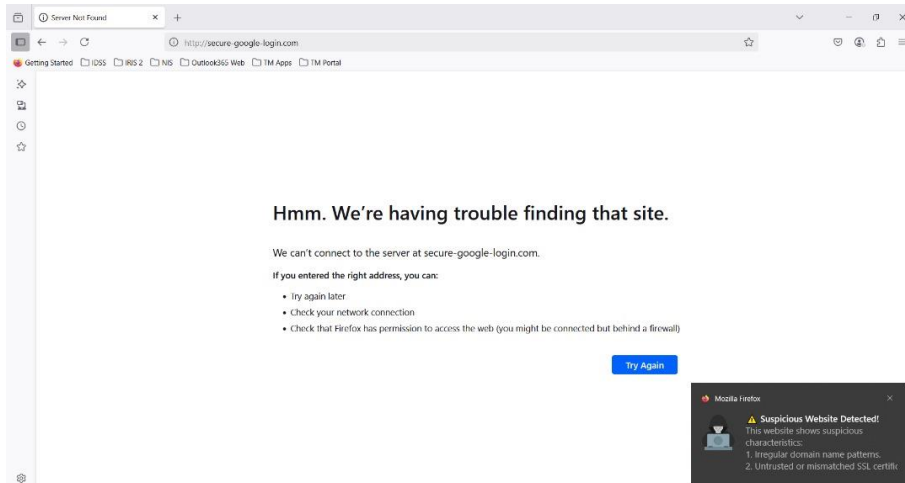 Server Not Found
http://secure-google-login.com
Getting Started IDSS IRIS 2 NIS Outlook365 Web TM Apps TM Portal
Hmm. We're having trouble finding that site.
We can't connect to the server at secure-google-login.com.
If you entered the right address, you can:
• Try again later
• Check your network connection
• Check that Firefox has permission to access the web (you might be connected but behind a firewall)
Try Again
Mozilla Firefox
Suspicious Website Detected!
This website shows suspicious
characteristics:
1. Irregular domain name patterns.
2. Untrusted or mismatched SSL certific